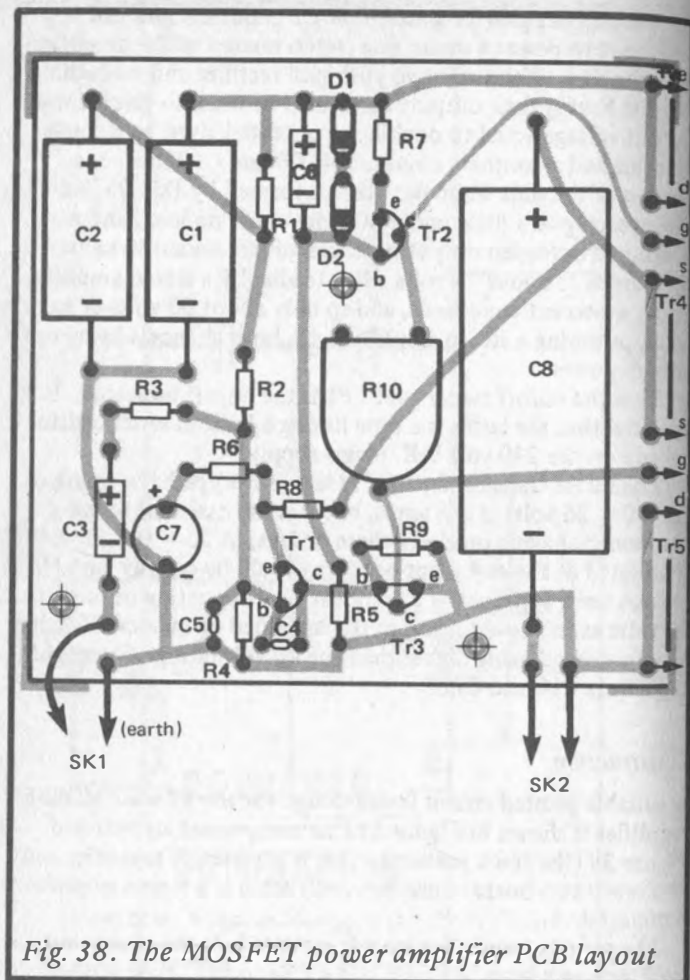 D1
+ve
d
R7
+
C6
e
+
+
+
g
C2
C1
R1
Tr2
s
D2
Tr4
−
−
C8
R3
R2
R10
s
R6
g
+
+
R8
C3
C7
d
−
Tr1
R9
Tr5
e
c
b
e
b
R5
c
C5
C4
Tr3
R4
(earth)
SK1
SK2
Fig. 38. The MOSFET power amplifier PCB layout